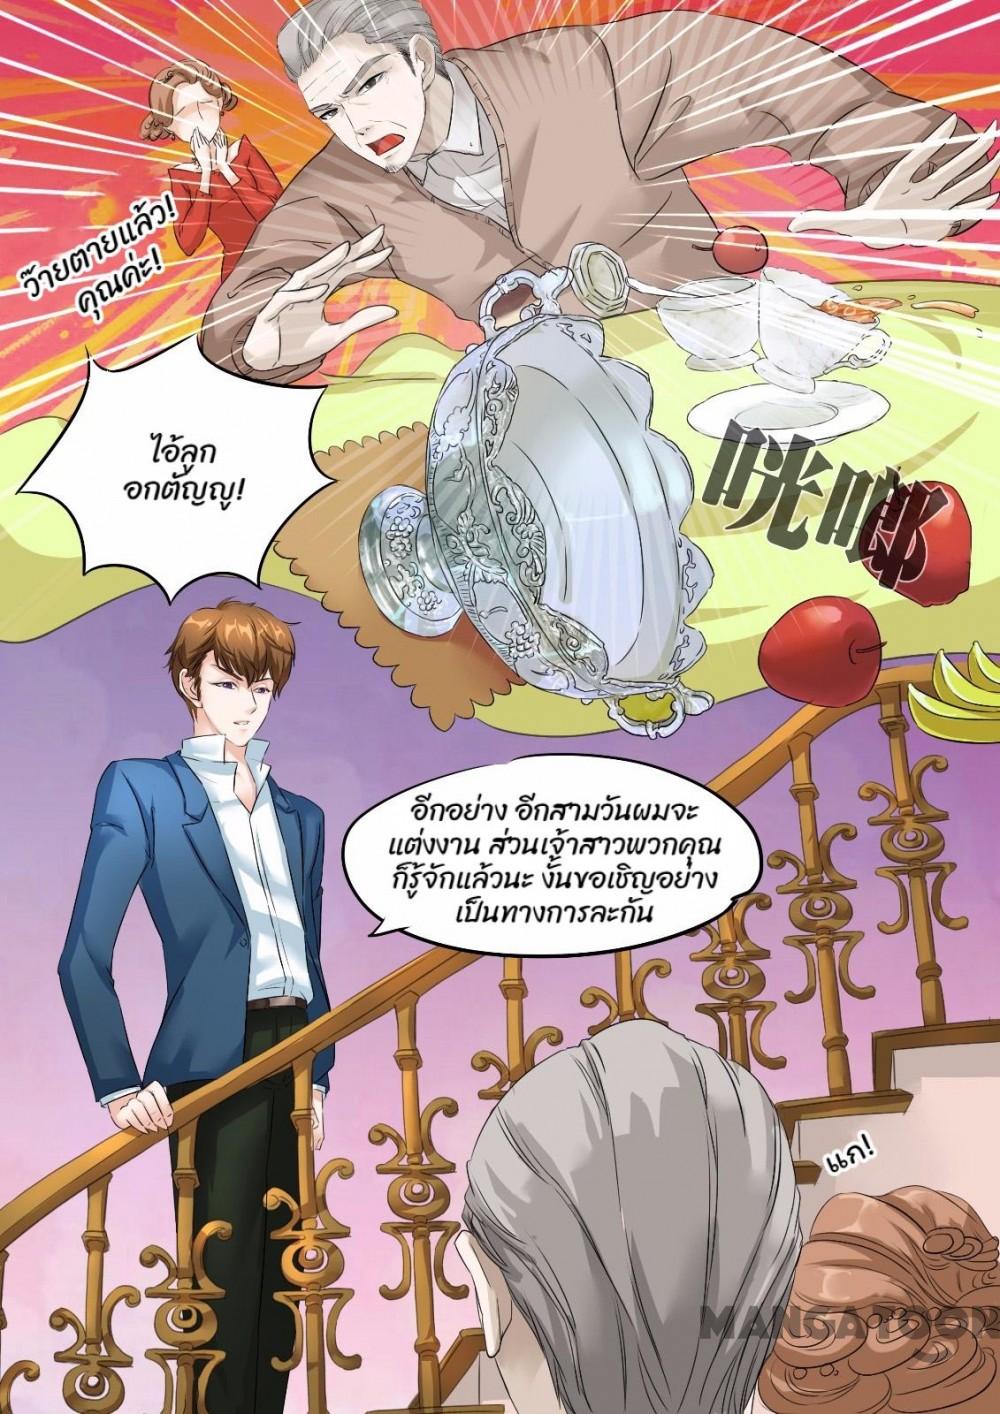 ว๊ายตายแล้ว!
คุณค่ะ!
ไอ้ลูก
อกตัญญู!
哐啷
อีกอย่าง อีกสามวันผมจะ
แต่งงาน ส่วนเจ้าสาวพวกคุณ
ก็รู้จักแล้วนะ งั้นขอเชิญอย่าง
เป็นทางการละกัน
แก!
MANGATOON